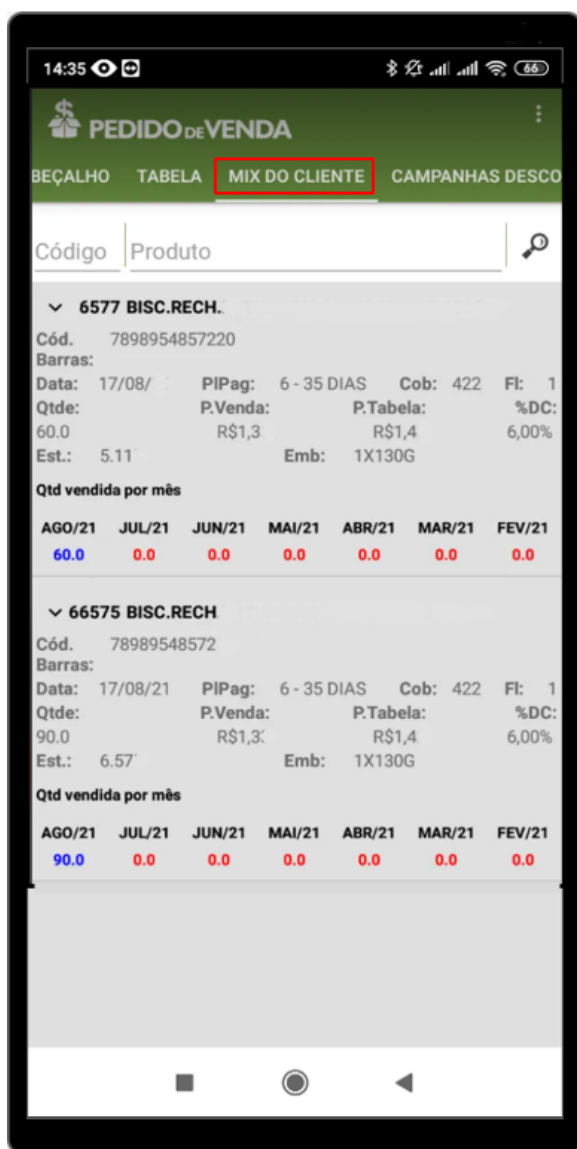 14:35
66
PEDIDO DE VENDA
BEÇALHO TABELA MIX DO CLIENTE CAMPANHAS DESCO
Código Produto
6577 BISC.RECH.
Cód. Barras: 7898954857220
Data: 17/08/ PlPag: 6 - 35 DIAS Cob: 422 Fl: 1
Qtde: P.Venda: P.Tabela: %DC:
60.0 R$1,3 R$1,4 6,00%
Est.: 5.11 Emb: 1X130G
Qtd vendida por mês
AGO/21 JUL/21 JUN/21 MAI/21 ABR/21 MAR/21 FEV/21
60.0 0.0 0.0 0.0 0.0 0.0 0.0
66575 BISC.RECH
Cód. Barras: 78989548572
Data: 17/08/21 PlPag: 6 - 35 DIAS Cob: 422 Fl: 1
Qtde: P.Venda: P.Tabela: %DC:
90.0 R$1,3 R$1,4 6,00%
Est.: 6.57 Emb: 1X130G
Qtd vendida por mês
AGO/21 JUL/21 JUN/21 MAI/21 ABR/21 MAR/21 FEV/21
90.0 0.0 0.0 0.0 0.0 0.0 0.0